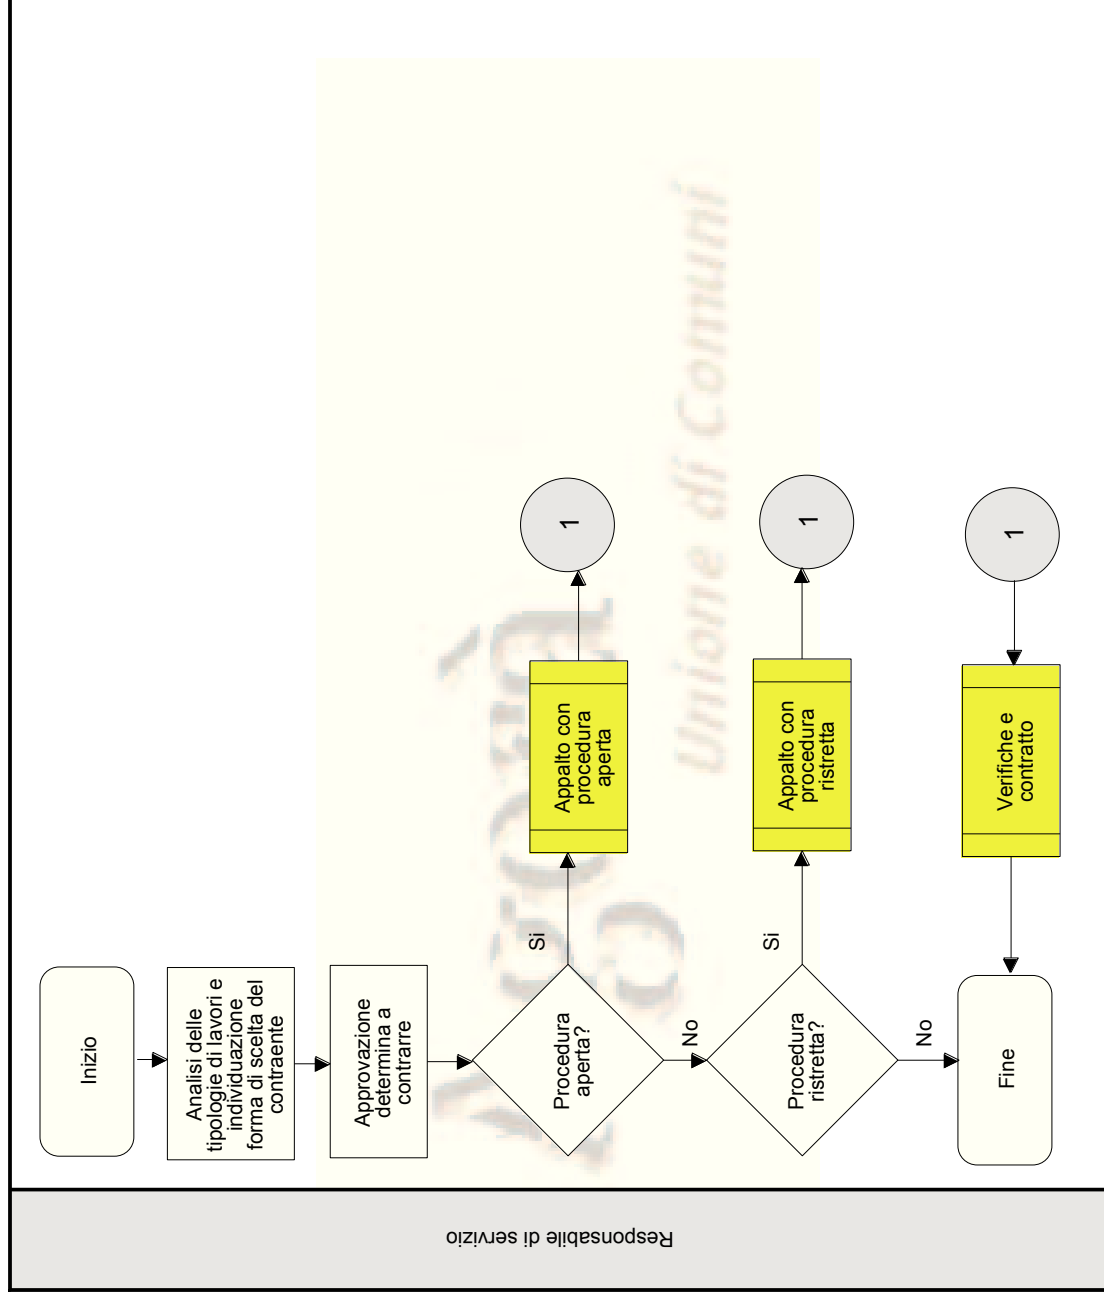 Inizio
Analisi delle
tipologie di lavori e
individuazione
forma di scelta del
contraente
Approvazione
determina a
contrarre
Procedura
aperta?
Si
Appalto con
procedura
aperta
1
No
Procedura
ristretta?
Si
Appalto con
procedura
ristretta
1
No
Fine
Verifiche e
contratto
1
Responsabile di servizio
Unione di Comuni